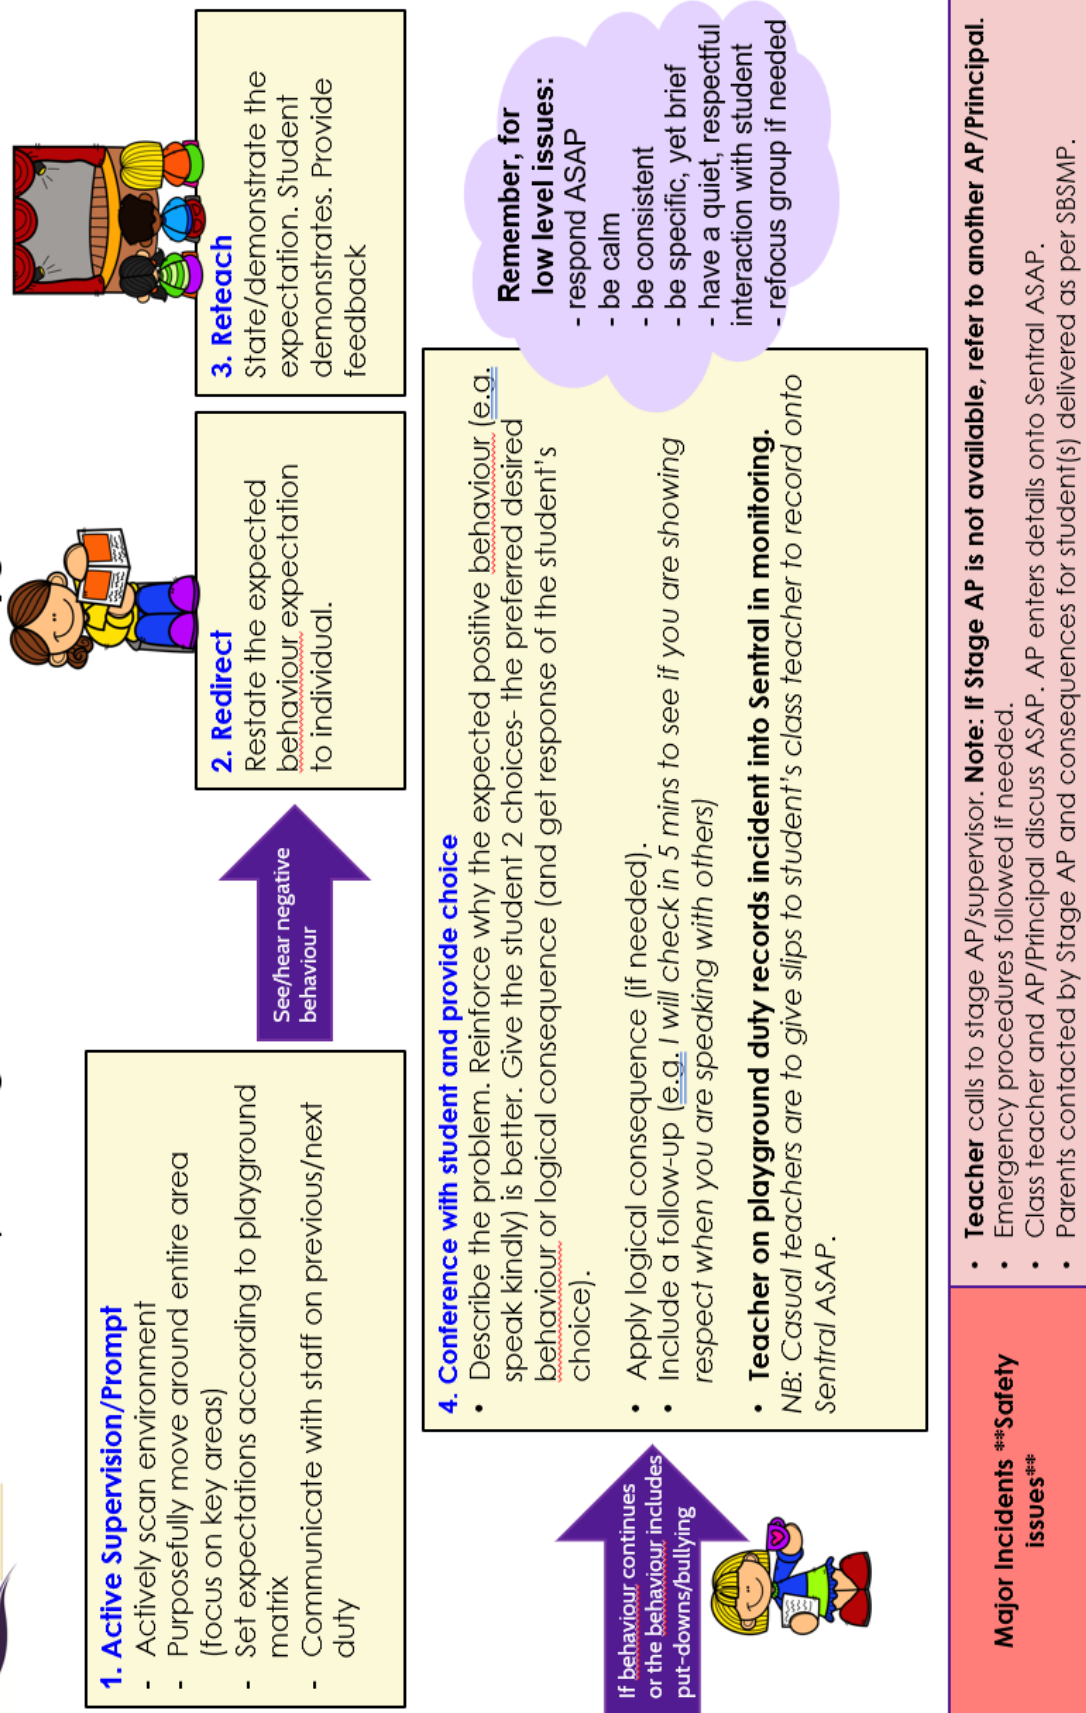 1. Active Supervision/Prompt
- Actively scan environment
- Purposefully move around entire area
(focus on key areas)
- Set expectations according to playground
matrix
- Communicate with staff on previous/next
duty
See/hear negative
behaviour
2. Redirect
Restate the expected
behaviour expectation
to individual.
3. Reteach
State/demonstrate the
expectation. Student
demonstrates. Provide
feedback
If behaviour continues
or the behaviour includes
put-downs/bullying
4. Conference with student and provide choice
• Describe the problem. Reinforce why the expected positive behaviour (e.g.
speak kindly) is better. Give the student 2 choices- the preferred desired
behaviour or logical consequence (and get response of the student's
choice).
• Apply logical consequence (if needed).
• Include a follow-up (e.g. I will check in 5 mins to see if you are showing
respect when you are speaking with others)
• Teacher on playground duty records incident into Sentral in monitoring.
NB: Casual teachers are to give slips to student's class teacher to record onto
Sentral ASAP.
Remember, for
low level issues:
- respond ASAP
- be calm
- be consistent
- be specific, yet brief
- have a quiet, respectful
interaction with student
- refocus group if needed
Major Incidents **Safety
issues**
• Teacher calls to stage AP/supervisor. Note: If Stage AP is not available, refer to another AP/Principal.
• Emergency procedures followed if needed.
• Class teacher and AP/Principal discuss ASAP. AP enters details onto Sentral ASAP.
• Parents contacted by Stage AP and consequences for student(s) delivered as per SBSMP.